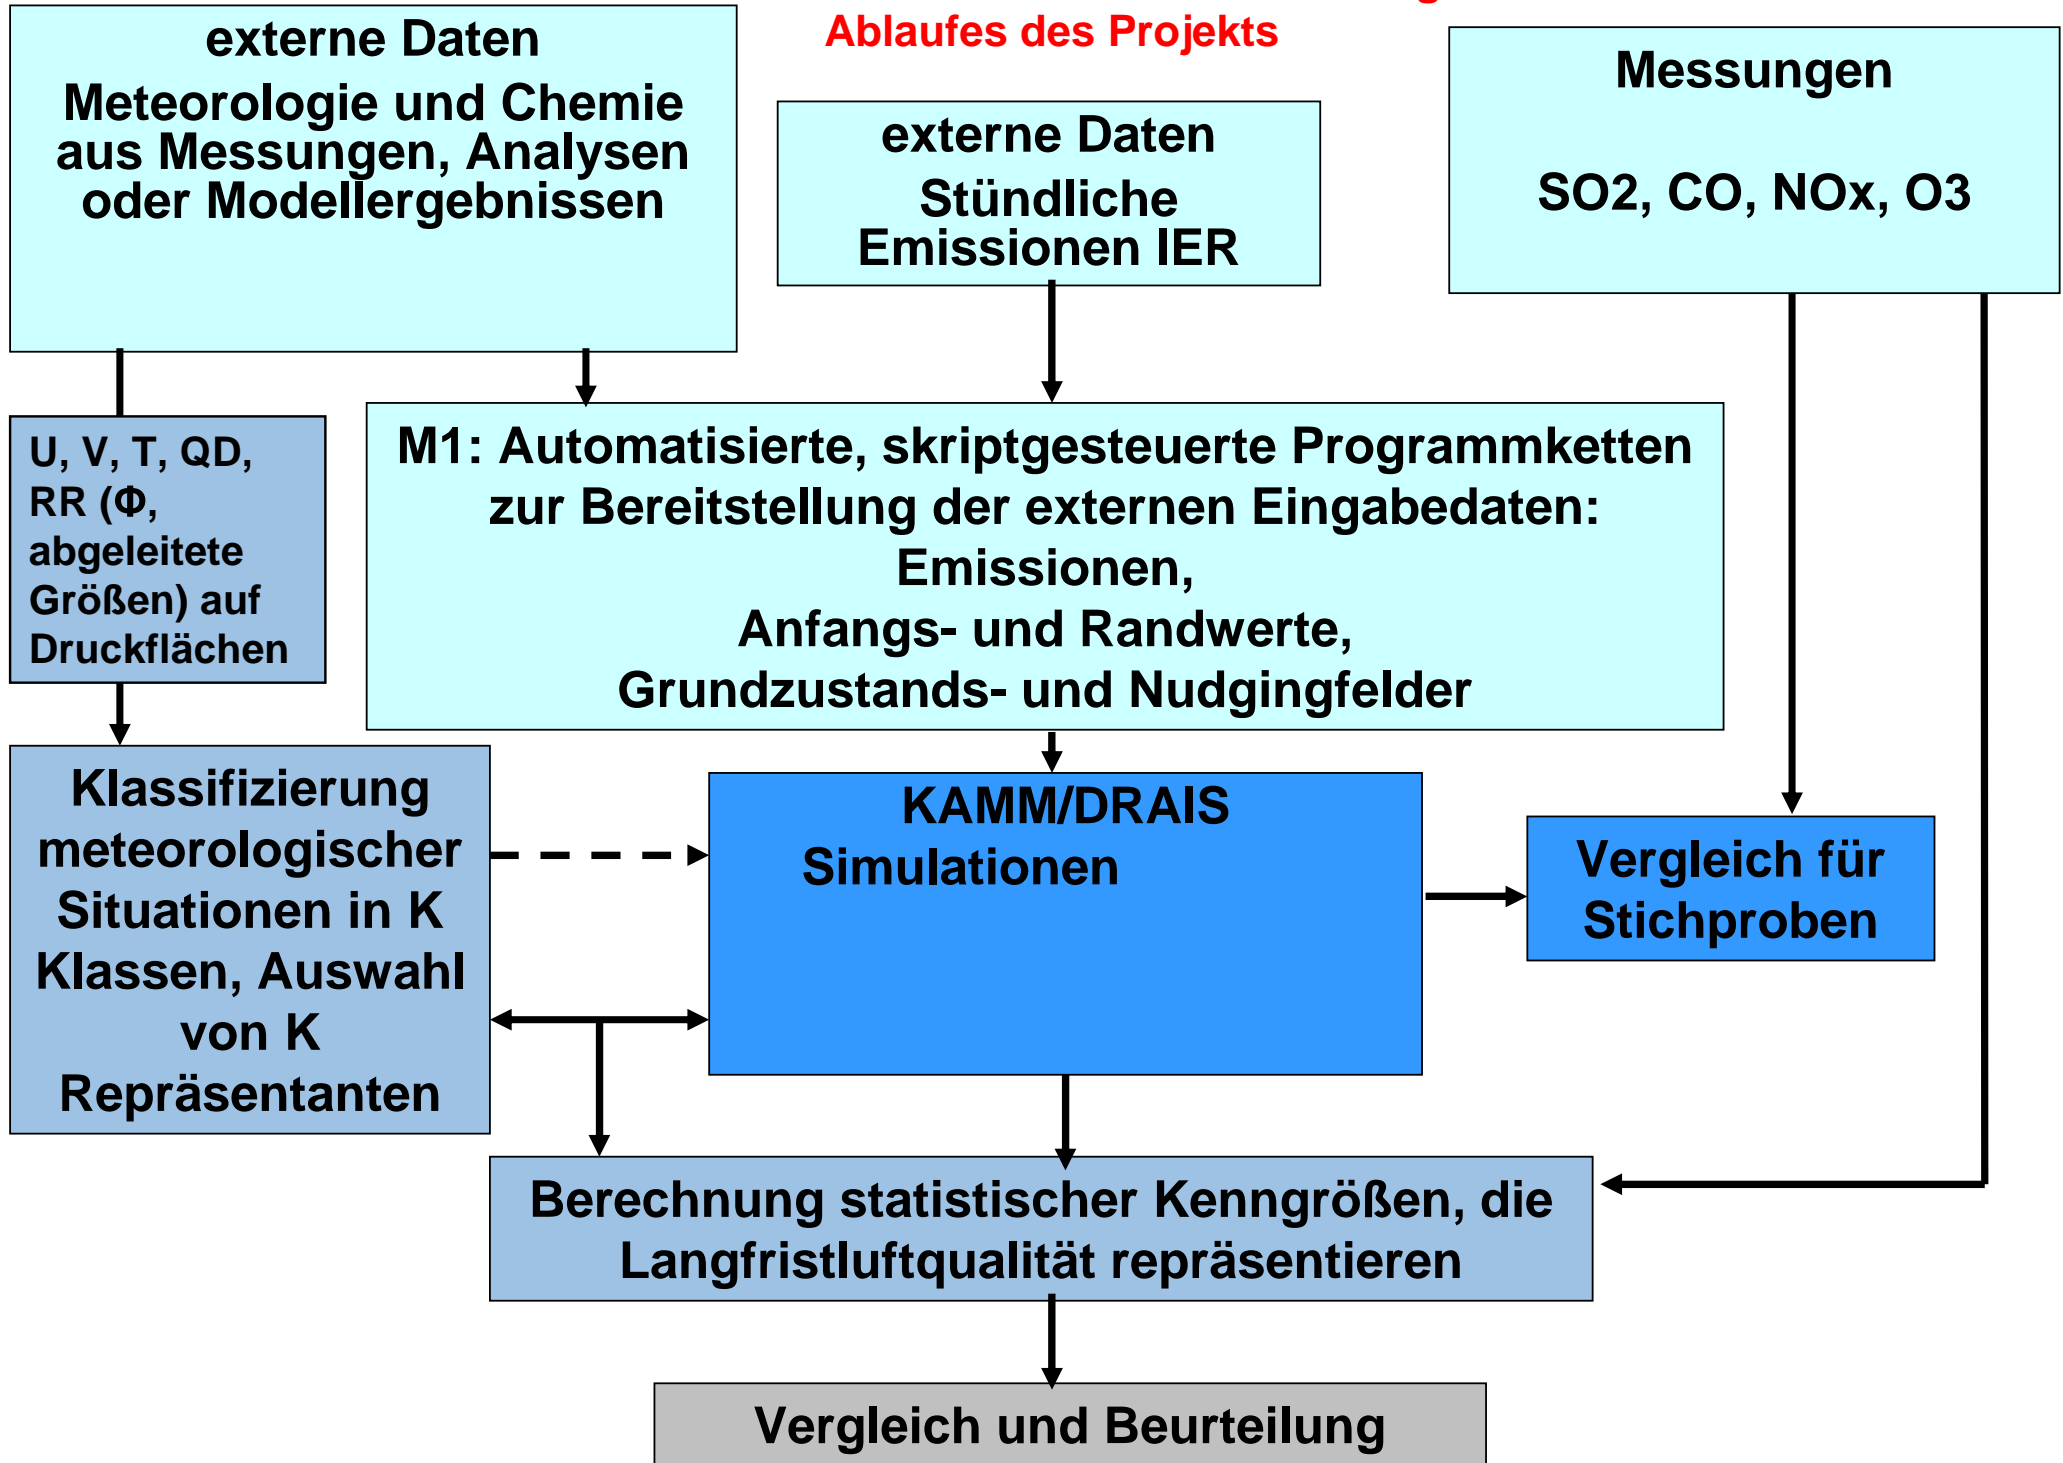 Ablaufes des Projekts
externe Daten
Meteorologie und Chemie
aus Messungen, Analysen
oder Modellergebnissen
externe Daten
Stündliche
Emissionen IER
Messungen
SO2, CO, NOx, O3
U, V, T, QD,
RR (Φ,
abgeleitete
Größen) auf
Druckflächen
M1: Automatisierte, skriptgesteuerte Programmketten
zur Bereitstellung der externen Eingabedaten:
Emissionen,
Anfangs- und Randwerte,
Grundzustands- und Nudgingfelder
Klassifizierung
meteorologischer
Situationen in K
Klassen, Auswahl
von K
Repräsentanten
KAMM/DRAIS
Simulationen
Vergleich für
Stichproben
Berechnung statistischer Kenngrößen, die
Langfristluftqualität repräsentieren
Vergleich und Beurteilung